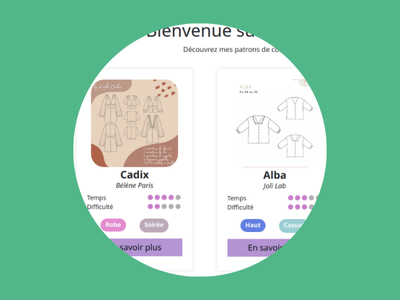 Bienvenue su
Découvrez mes patrons de co
Cadix
Bélène Paris
Temps
Difficulté
Robe Soirée
savoir plus
ALBA
Alba
Joli Lab
Temps
Difficulté
Haut Casua
En savoir